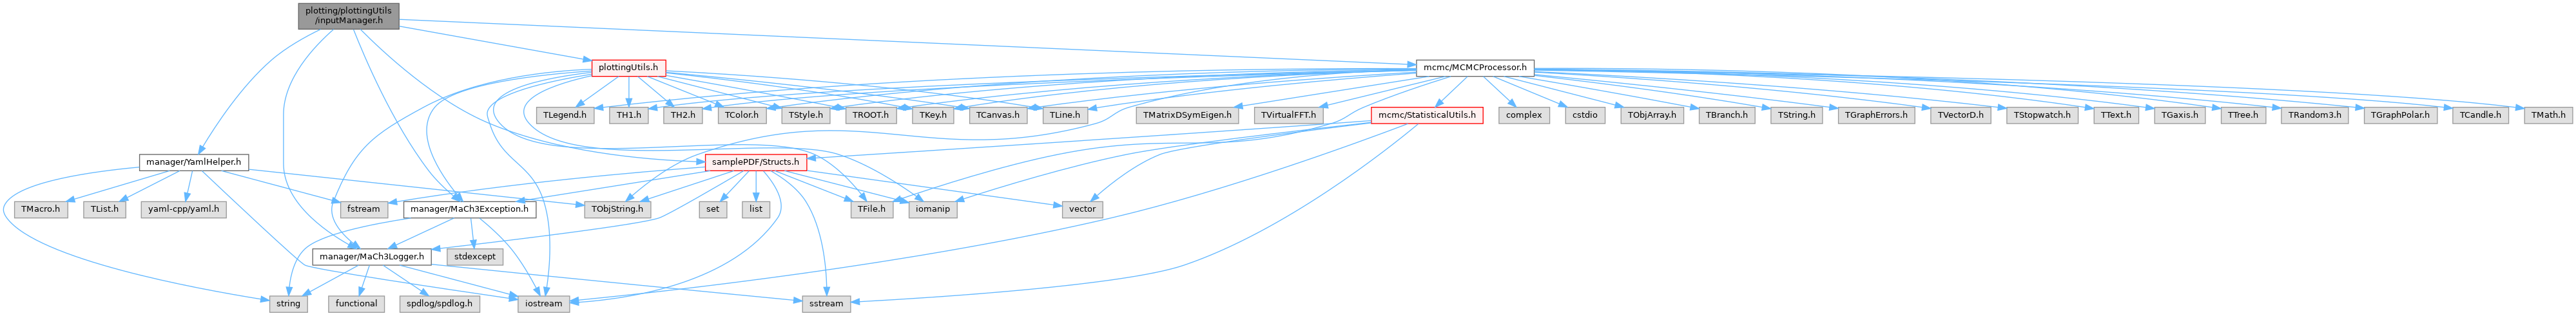 plotting/plottingUtils
/inputManager.h
plottingUtils.h
mcmc/MCMCProcessor.h
TLegend.h
TH1.h
TH2.h
TColor.h
TStyle.h
TROOT.h
TKey.h
TCanvas.h
TLine.h
TMatrixDSymEigen.h
TVirtualFFT.h
mcmc/StatisticalUtils.h
complex
cstdio
TObjArray.h
TBranch.h
TString.h
TGraphErrors.h
TVectorD.h
TStopwatch.h
TText.h
TGaxis.h
TTree.h
TRandom3.h
TGraphPolar.h
TCandle.h
TMath.h
manager/YamlHelper.h
samplePDF/Structs.h
TMacro.h
TList.h
yaml-cpp/yaml.h
fstream
manager/MaCh3Exception.h
TObjString.h
set
list
TFile.h
iomanip
vector
manager/MaCh3Logger.h
stdexcept
string
functional
spdlog/spdlog.h
iostream
sstream